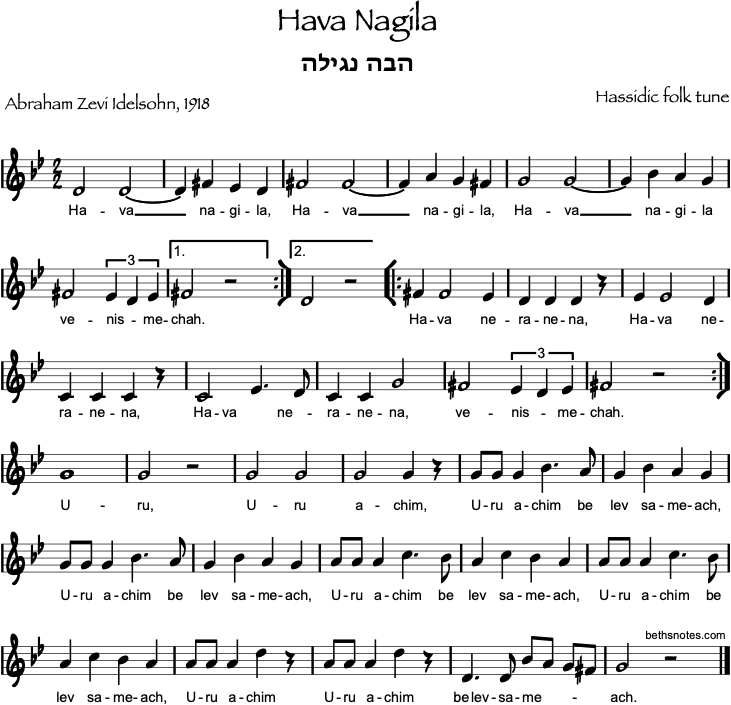 Hava Nagila
הבה נגילה
Abraham Zevi Idelsohn, 1918
Hassidic folk tune
Ha - va na - gi - la, Ha - va na - gi - la, Ha - va na - gi - la
3 1. 2.
ve - nis - me - chah. Ha - va ne - ra - ne - na, Ha - va ne -
3
ra - ne - na, Ha - va ne - ra - ne - na, ve - nis - me - chah.
U - ru, U - ru a - chim, U - ru a - chim be lev sa - me - ach,
U - ru a - chim be lev sa - me - ach, U - ru a - chim be lev sa - me - ach, U - ru a - chim be
bethsnotes.com
lev sa - me - ach, U - ru a - chim U - ru a - chim be lev - sa - me - - ach.